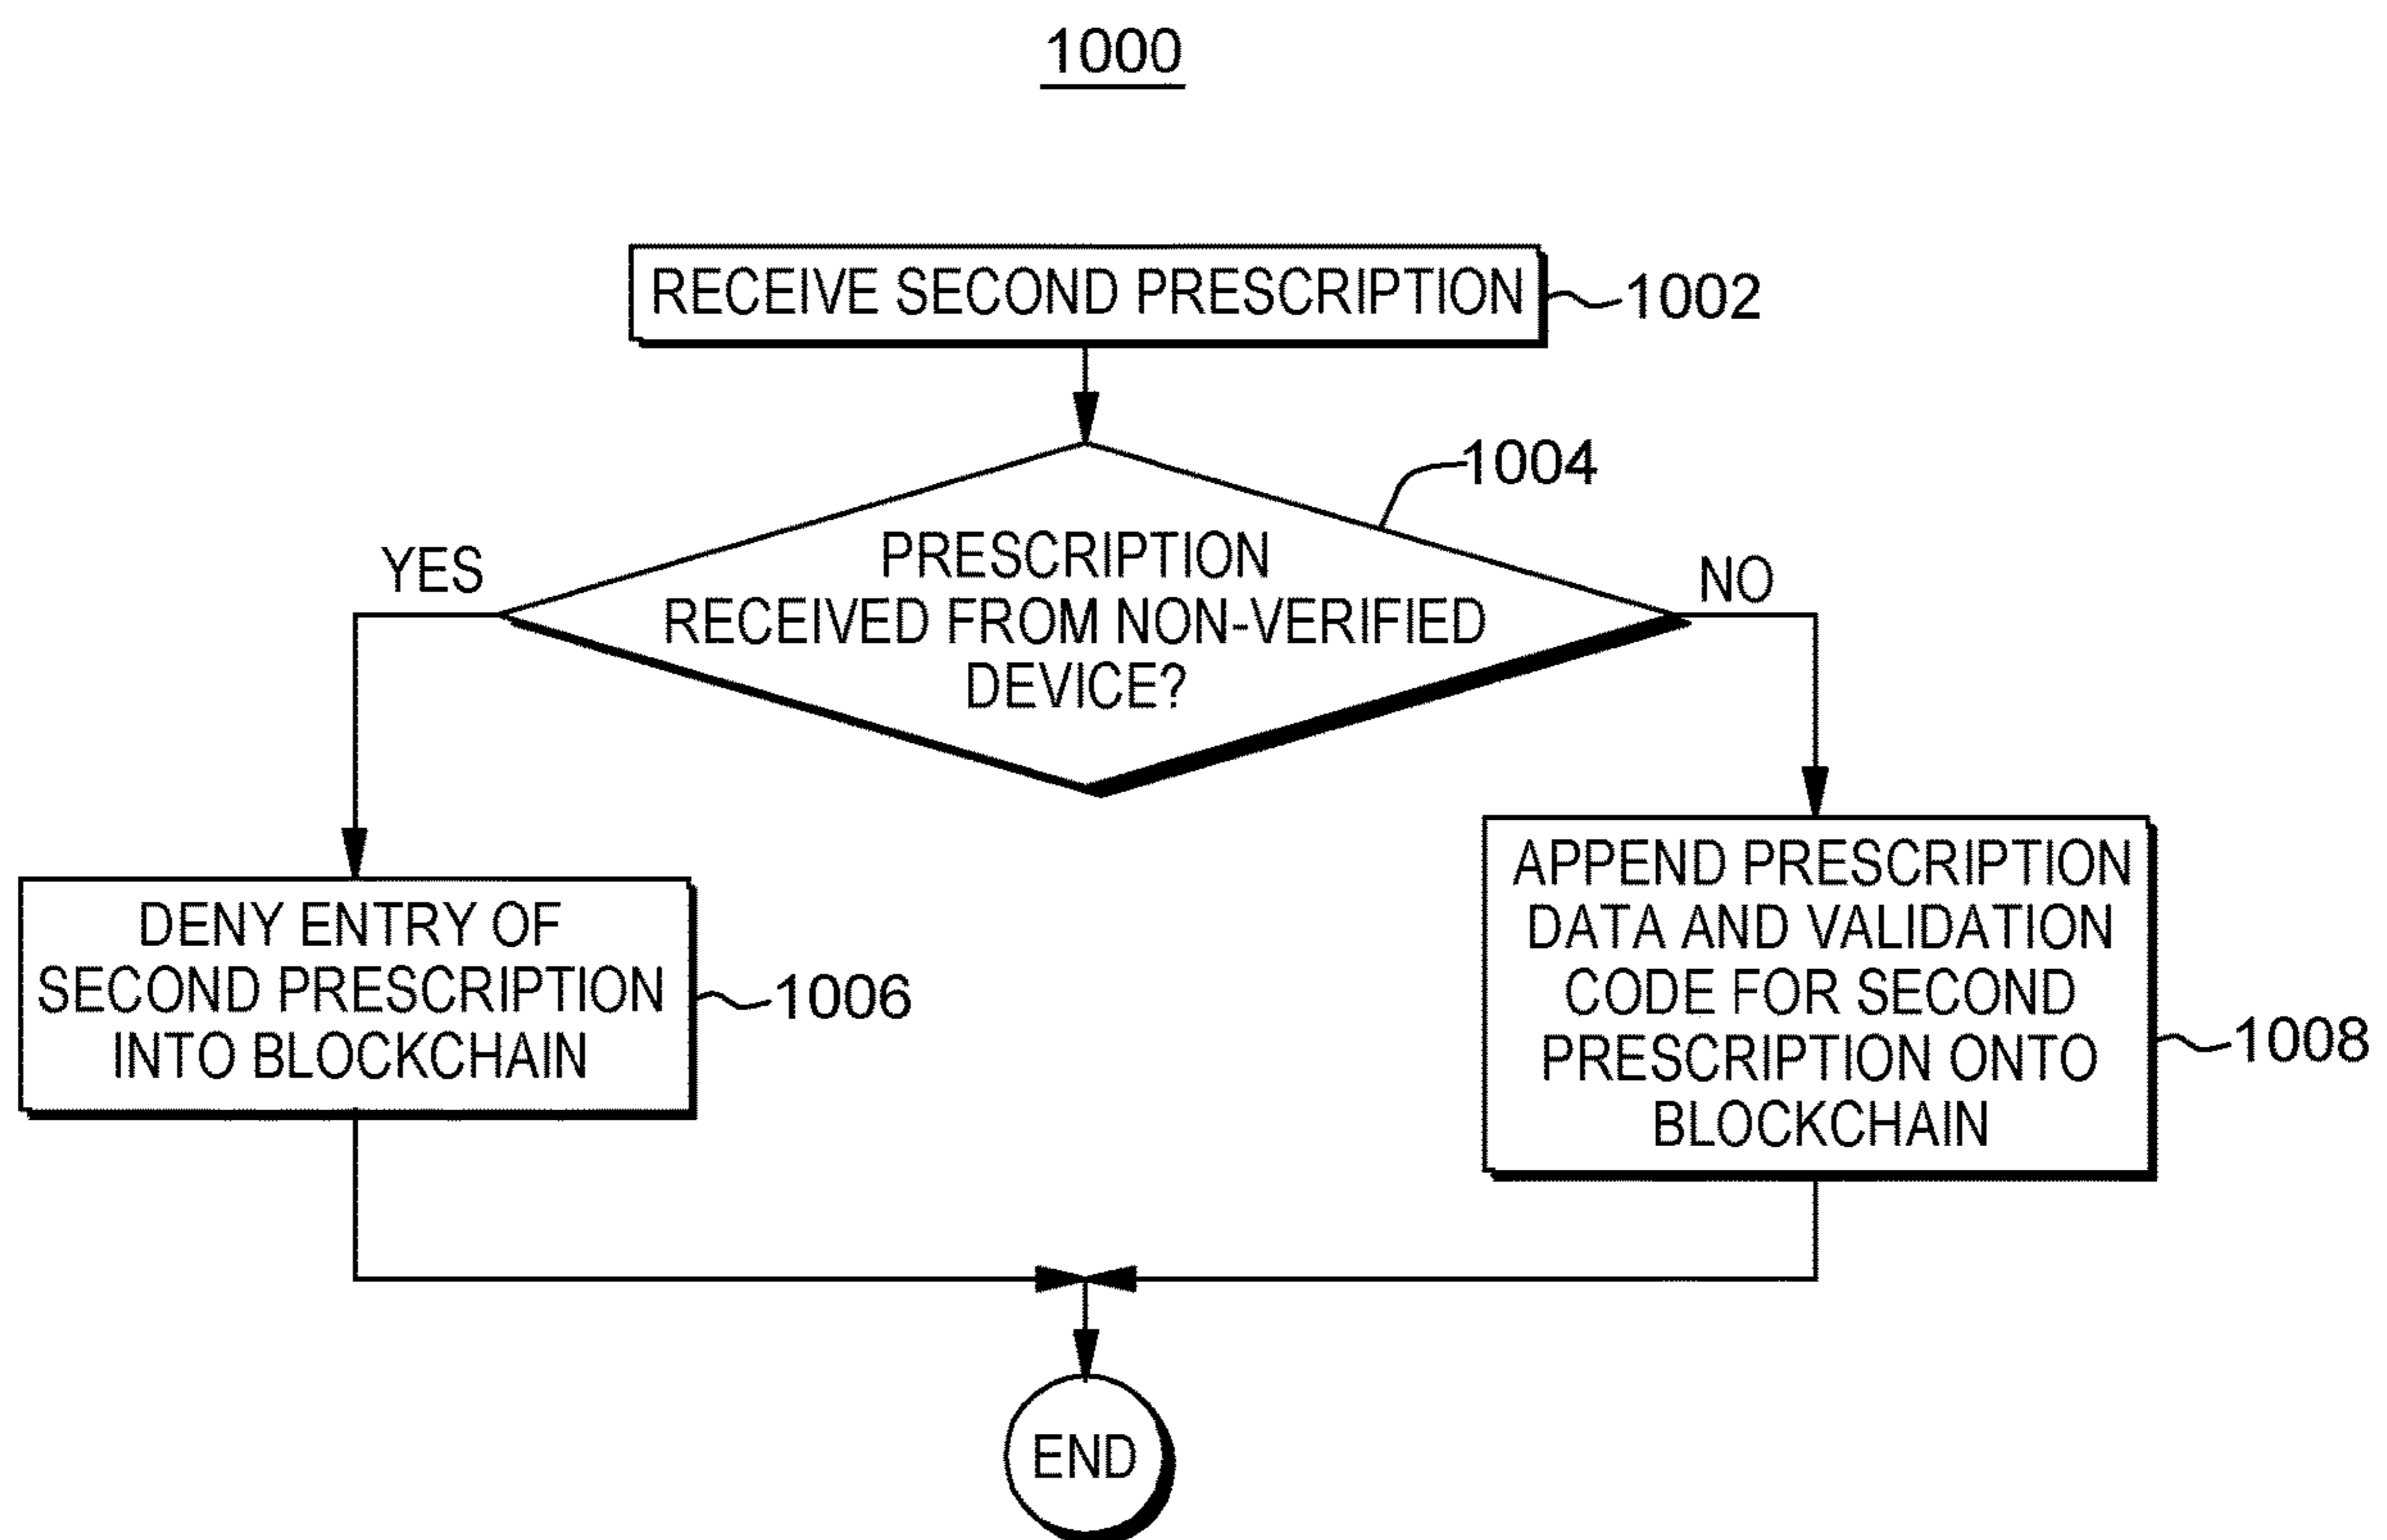 1000
RECEIVE SECOND PRESCRIPTION
1002
1004
YES
PRESCRIPTION
RECEIVED FROM NON-VERIFIED
DEVICE?
NO
DENY ENTRY OF
SECOND PRESCRIPTION
INTO BLOCKCHAIN
1006
APPEND PRESCRIPTION
DATA AND VALIDATION
CODE FOR SECOND
PRESCRIPTION ONTO
BLOCKCHAIN
1008
END